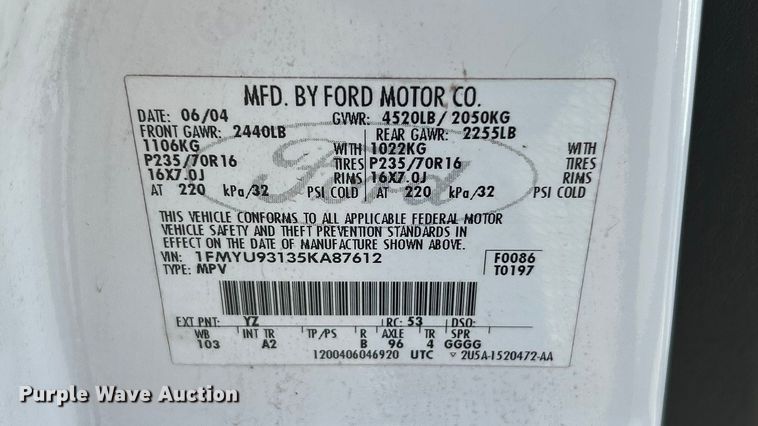 MFD. BY FORD MOTOR CO.
DATE: 06/04 GVWR: 4520LB/ 2050KG
FRONT GAWR: 2440LB REAR GAWR: 2255LB
1106KG WITH 1022KG WITH
P235/70R16 TIRES P235/70R16 TIRES
16X7.0J RIMS 16X7.0J RIMS
AT 220 kPa/32 PSI COLD AT 220 kPa/32 PSI COLD
Ford
THIS VEHICLE CONFORMS TO ALL APPLICABLE FEDERAL MOTOR
VEHICLE SAFETY AND THEFT PREVENTION STANDARDS IN
EFFECT ON THE DATE OF MANUFACTURE SHOWN ABOVE.
VIN: 1FMYU93135KA87612 F0086
TYPE: MPV T0197
EXT PNT: YZ RC: 53 DSO:
WB INT TR TP/PS R AXLE TR SPR
103 A2 B 96 4 GGGG
1200406046920 UTC ▽ 2U5A-1520472-AA
Purple Wave Auction